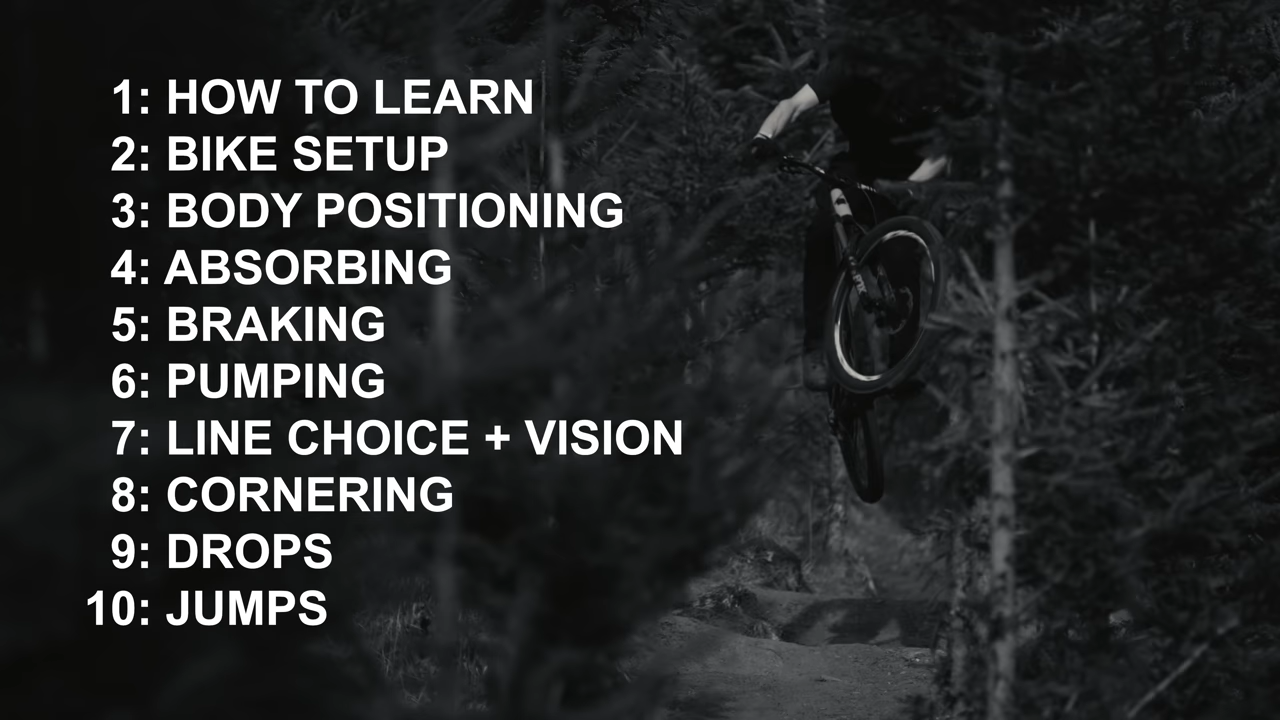 1: HOW TO LEARN
2: BIKE SETUP
3: BODY POSITIONING
4: ABSORBING
5: BRAKING
6: PUMPING
7: LINE CHOICE + VISION
8: CORNERING
9: DROPS
10: JUMPS